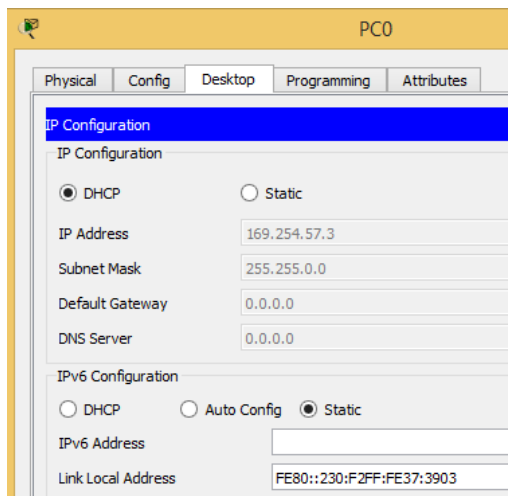 PC0
Physical Config Desktop Programming Attributes
IP Configuration
IP Configuration
DHCP Static
IP Address 169.254.57.3
Subnet Mask 255.255.0.0
Default Gateway 0.0.0.0
DNS Server 0.0.0.0
IPv6 Configuration
DHCP Auto Config Static
IPv6 Address
Link Local Address FE80::230:F2FF:FE37:3903